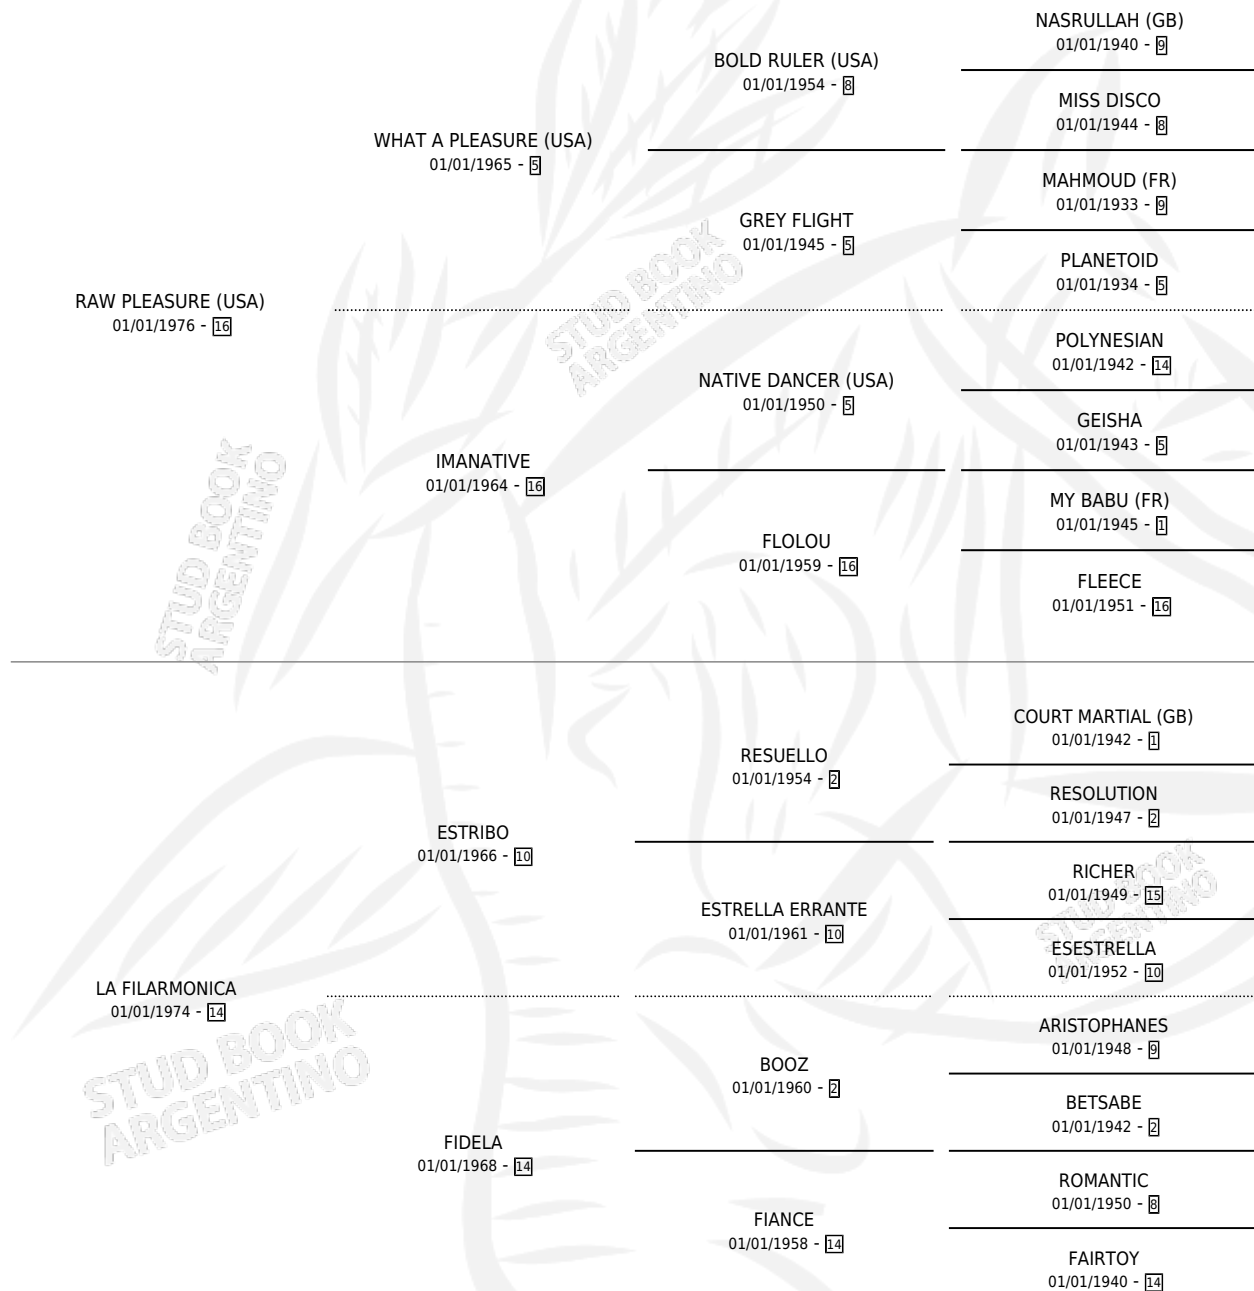 NASRULLAH (GB)
01/01/1940 - 9
BOLD RULER (USA)
01/01/1954 - 8
MISS DISCO
01/01/1944 - 8
WHAT A PLEASURE (USA)
01/01/1965 - 5
MAHMOUD (FR)
01/01/1933 - 9
GREY FLIGHT
01/01/1945 - 5
PLANETOID
01/01/1934 - 5
RAW PLEASURE (USA)
01/01/1976 - 16
POLYNESIAN
01/01/1942 - 14
NATIVE DANCER (USA)
01/01/1950 - 5
GEISHA
01/01/1943 - 5
IMANATIVE
01/01/1964 - 16
MY BABU (FR)
01/01/1945 - 1
FLOLOU
01/01/1959 - 16
FLEECE
01/01/1951 - 16
STUD BOOK
ARGENTINO
STUD BOOK
ARGENTINO
COURT MARTIAL (GB)
01/01/1942 - 1
RESUELLO
01/01/1954 - 2
RESOLUTION
01/01/1947 - 2
ESTRIBO
01/01/1966 - 10
RICHER
01/01/1949 - 15
ESTRELLA ERRANTE
01/01/1961 - 10
ESESTRELLA
01/01/1952 - 10
STUD BOOK
ARGENTINO
LA FILARMONICA
01/01/1974 - 14
ARISTOPHANES
01/01/1948 - 9
BOOZ
01/01/1960 - 2
BETSABE
01/01/1942 - 2
FIDELA
01/01/1968 - 14
ROMANTIC
01/01/1950 - 8
FIANCE
01/01/1958 - 14
FAIRTOY
01/01/1940 - 14
STUD BOOK
ARGENTINO